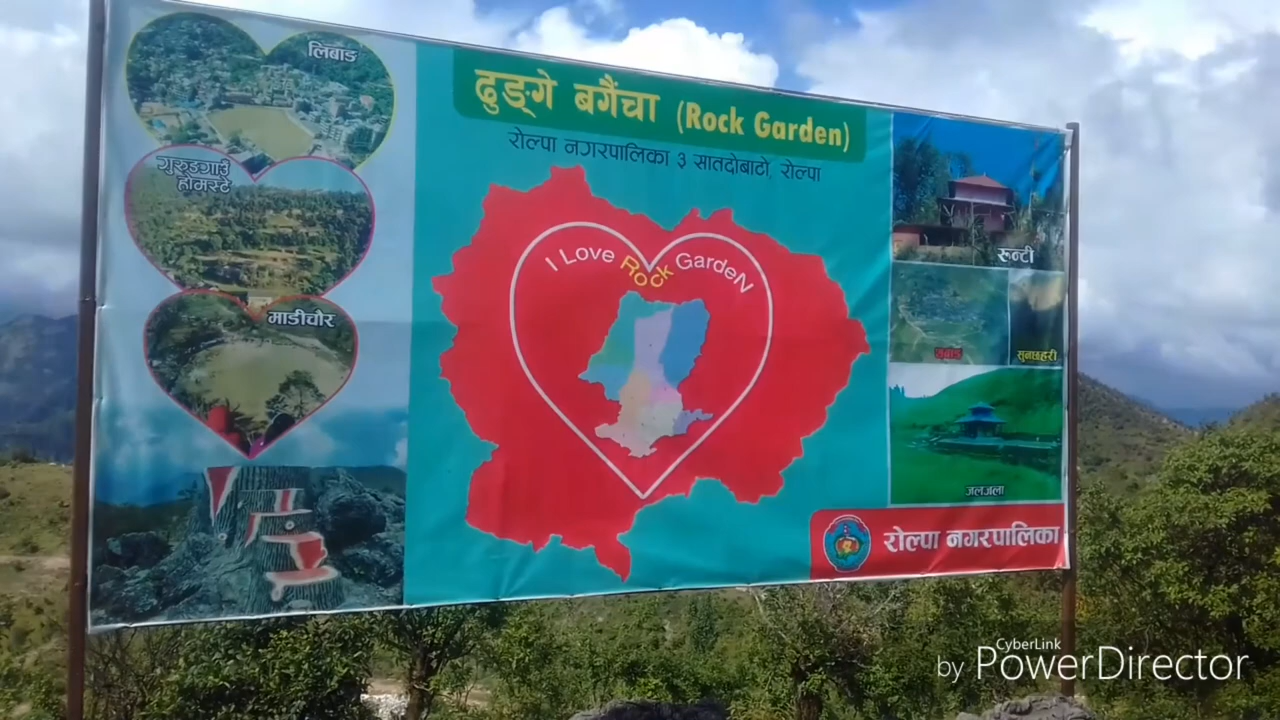 लिबाङ
गुरुङगाउँ
होमस्टे
माडीचौर
ढुङ्गे बगैंचा (Rock Garden)
रोल्पा नगरपालिका ३ सातदोबाटो, रोल्पा
I Love Rock GardeN
रुन्टी
सुनछहरी
जलजला
रोल्पा नगरपालिका
CyberLink
by PowerDirector